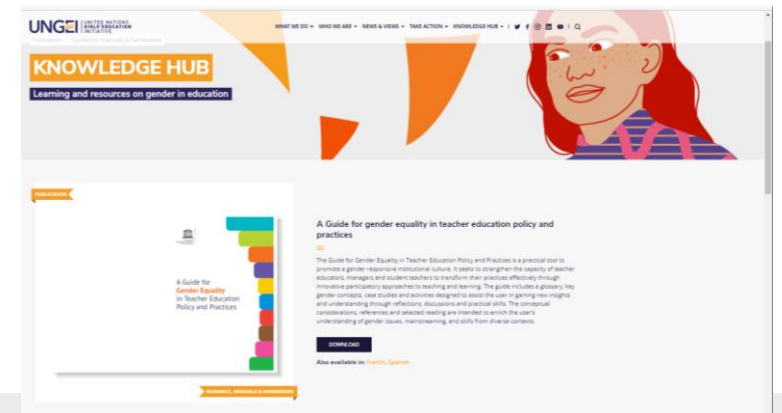 UNGEI UNITED NATIONS
GIRLS' EDUCATION
INITIATIVE
WHAT WE DO WHO WE ARE NEWS & VIEWS TAKE ACTION KNOWLEDGE HUB
Publication / Guidance, manuals & handbooks
KNOWLEDGE HUB
Learning and resources on gender in education
PUBLICATION
A Guide for
Gender Equality
in Teacher Education
Policy and Practices
GUIDANCE, MANUALS & HANDBOOKS
A Guide for gender equality in teacher education policy and
practices
The Guide for Gender Equality in Teacher Education Policy and Practices is a practical tool to
promote a gender responsive institutional culture. It seeks to strengthen the capacity of teacher
educators, managers and student teachers to transform their practices effectively through
innovative participatory approaches to teaching and learning. The guide includes a glossary, key
gender concepts, case studies and activities designed to assist the user in gaining new insights
and understanding through reflections, discussions and practical skills. The conceptual
considerations, references and selected reading are intended to enrich the user's
understanding of gender issues, mainstreaming, and skills from diverse contexts.
DOWNLOAD
Also available in: French, Spanish